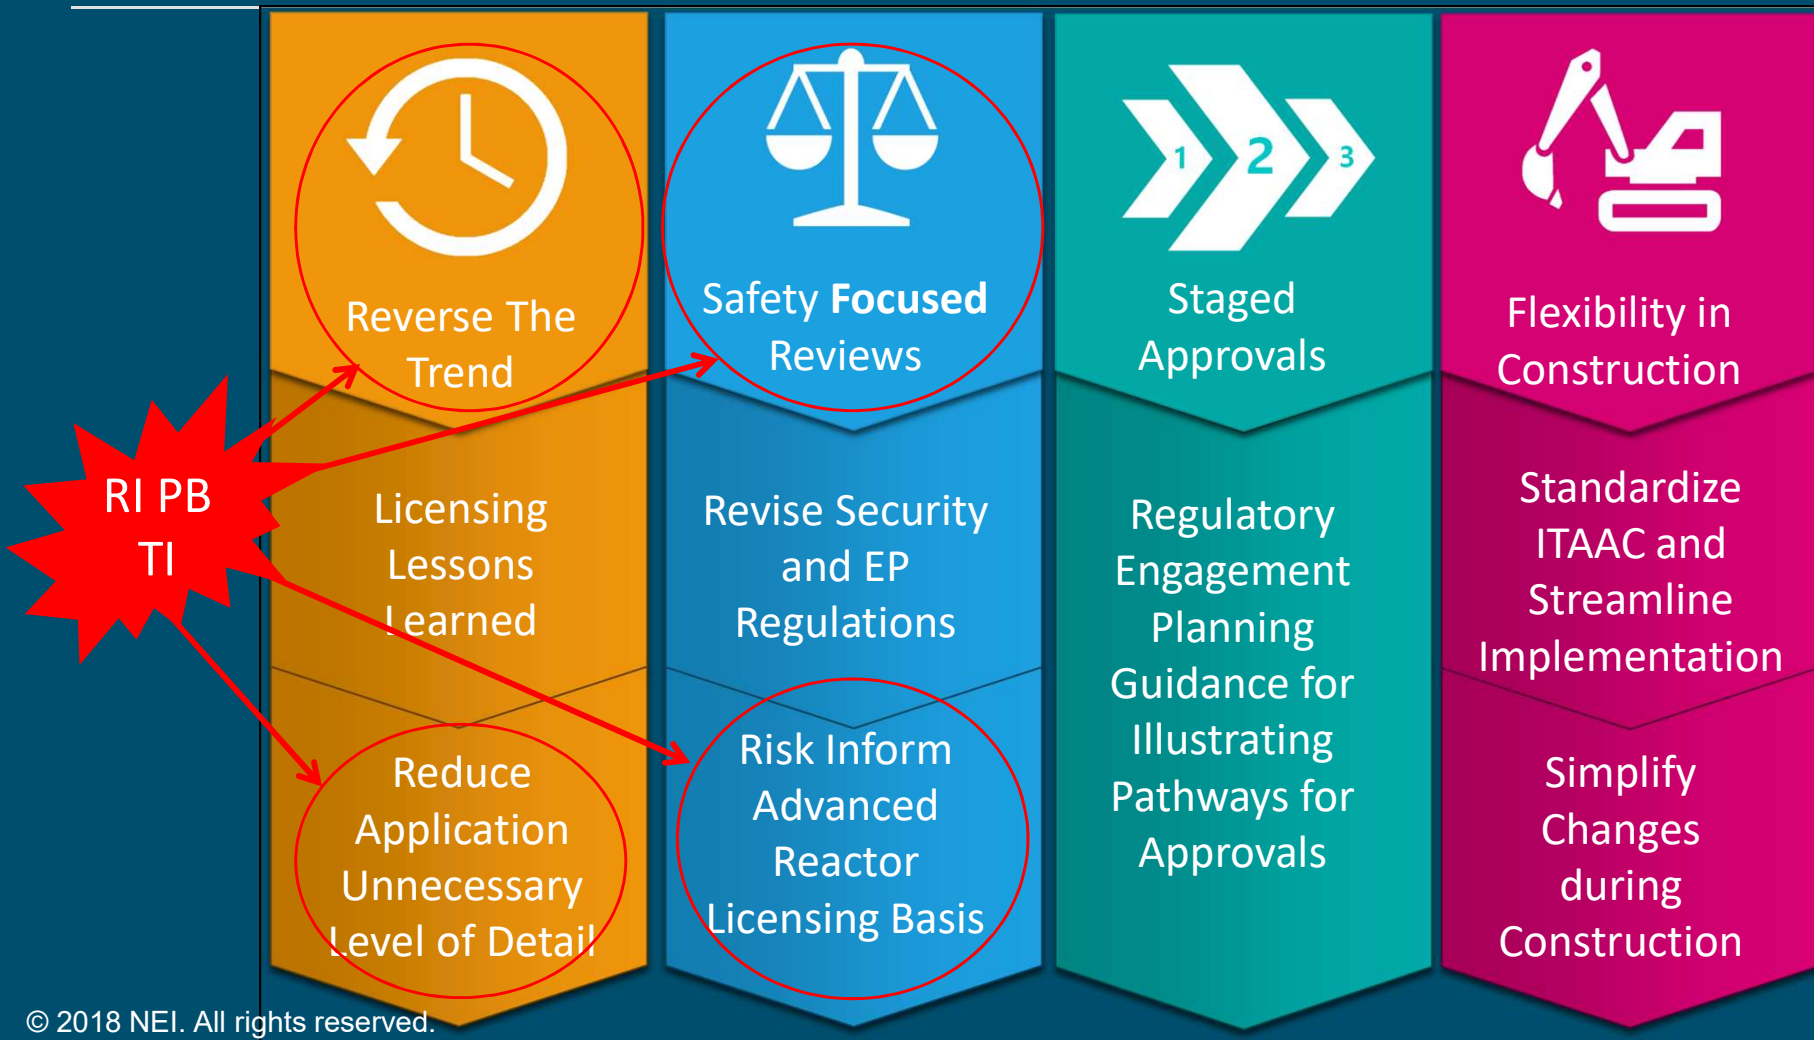 RI PB
TI
Reverse The
Trend
Licensing
Lessons
Learned
Reduce
Application
Unnecessary
Level of Detail
Safety Focused
Reviews
Revise Security
and EP
Regulations
Risk Inform
Advanced
Reactor
Licensing Basis
1 2 3
Staged
Approvals
Regulatory
Engagement
Planning
Guidance for
Illustrating
Pathways for
Approvals
Flexibility in
Construction
Standardize
ITAAC and
Streamline
Implementation
Simplify
Changes
during
Construction
© 2018 NEI. All rights reserved.